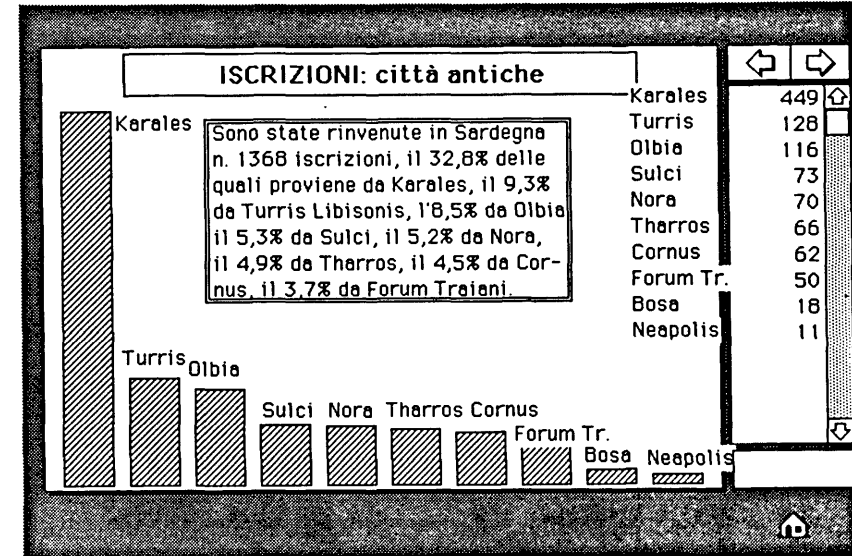 ISCRIZIONI: città antiche
Karales
Sono state rinvenute in Sardegna
n. 1368 iscrizioni, il 32,8% delle
quali proviene da Karales, il 9,3%
da Turris Libisonis, l'8,5% da Olbia
il 5,3% da Sulci, il 5,2% da Nora,
il 4,9% da Tharros, il 4,5% da Cor-
nus, il 3,7% da Forum Traiani.
Karales 449
Turris 128
Olbia 116
Sulci 73
Nora 70
Tharros 66
Cornus 62
Forum Tr. 50
Bosa 18
Neapolis 11
Turris
Olbia
Sulci Nora Tharros Cornus
Forum Tr.
Bosa Neapolis